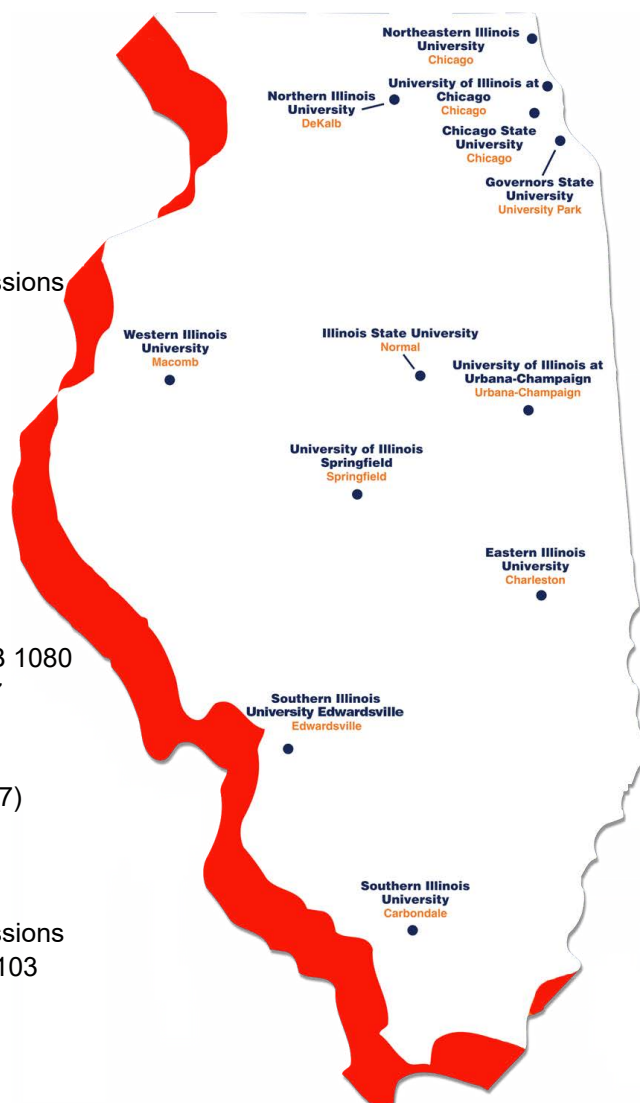 Northeastern Illinois
University
Chicago
University of Illinois at
Chicago
Chicago
Northern Illinois
University
DeKalb
Chicago State
University
Chicago
Governors State
University
University Park
Western Illinois
University
Macomb
Illinois State University
Normal
University of Illinois at
Urbana-Champaign
Urbana-Champaign
University of Illinois
Springfield
Springfield
Eastern Illinois
University
Charleston
1080
Southern Illinois
University Edwardsville
Edwardsville
7)
Southern Illinois
University
Carbondale
103